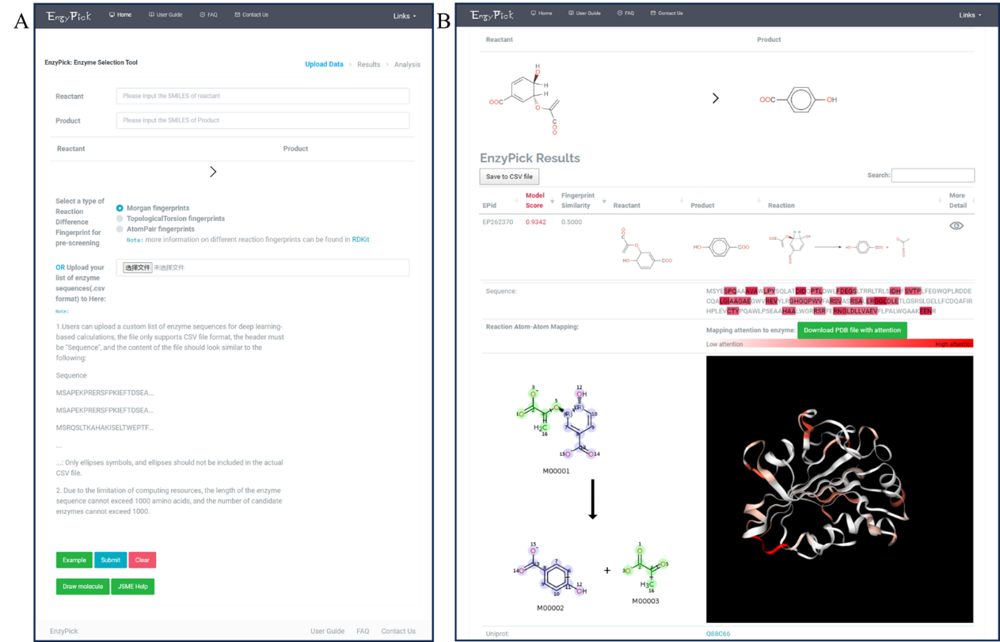 A
EnzyPick
Home
User Guide
FAQ
Contact Us
Links
EnzyPick: Enzyme Selection Tool
Upload Data > Results > Analysis
Reactant
Please input the SMILES of reactant
Product
Please input the SMILES of Product
Reactant
Product
>
Select a type of
Reaction
Difference
Fingerprint for
pre-screening
Morgan fingerprints
TopologicalTorsion fingerprints
AtomPair fingerprints
Note: more information on different reaction fingerprints can be found in RDKit
OR Upload your
list of enzyme
sequences(.csv
format) to Here:
选择文件 未选择文件
Note:
1.Users can upload a custom list of enzyme sequences for deep learning-
based calculations, the file only supports CSV file format, the header must
be "Sequence", and the content of the file should look similar to the
following:
Sequence
MSAPEKPRERSFPKIEFTDSEA...
MSAPEKPRERSFPKIEFTDSEA...
MSRQSLTKAHAKISELTWEPTF...
...
...: Only ellipses symbols, and ellipses should not be included in the actual
CSV file.
2. Due to the limitation of computing resources, the length of the enzyme
sequence cannot exceed 1000 amino acids, and the number of candidate
enzymes cannot exceed 1000.
Example
Submit
Clear
Draw molecule
JSME Help
EnzyPick
User Guide
FAQ
Contact Us
B
EnzyPick
Home
User Guide
FAQ
Contact Us
Links
Reactant
Product
>
EnzyPick Results
Save to CSV file
Search:
EPid
Model
Score
Fingerprint
Similarity
Reactant
Product
Reaction
More
Detail
EP262370
0.9342
0.5000
Sequence:
MSYESPQAAAVAWLPYSQLATDIDQPTLDWLFDEGSLTRRLTRLSIDHFSVTPLFEGWQPLRDDE
CQALGIAAGAEGWVREVYLRGHGQPWVFARSVASRSALERGGLDLETLGSRSLGELLFCDQAFIR
HPLEVCTYPQAWLPSEAAHAALWGRRSRFERNGLDLLVAEVFLPALWQAAKEENR
Reaction Atom-Atom Mapping:
Mapping attention to enzyme:
Download PDB file with attention
Low attention
High attention
M00001
M00002
+
M00003
Uniprot:
Q88C66